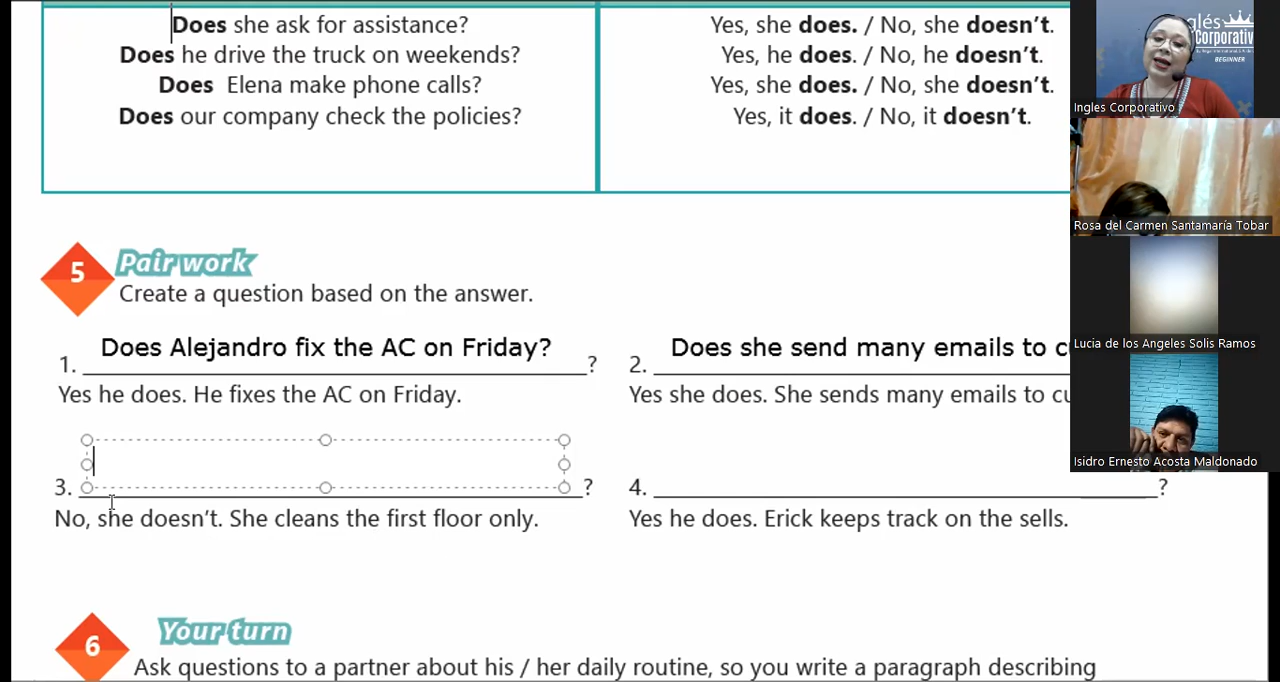 Does she ask for assistance?
Does he drive the truck on weekends?
Does Elena make phone calls?
Does our company check the policies?
Yes, she does. / No, she doesn't.
Yes, he does. / No, he doesn't.
Yes, she does. / No, she doesn't.
Yes, it does. / No, it doesn't.
5
Pair work
Create a question based on the answer.
Does Alejandro fix the AC on Friday?
1. ?
Yes he does. He fixes the AC on Friday.
Does she send many emails to
2.
Yes she does. She sends many emails to
3. ?
No, she doesn't. She cleans the first floor only.
4. ?
Yes he does. Erick keeps track on the sells.
6
Your turn
Ask questions to a partner about his / her daily routine, so you write a paragraph describing
Corporativ
BEGINNER
Ingles Corporativo
Rosa del Carmen Santamaría Tobar
Lucia de los Angeles Solis Ramos
Isidro Ernesto Acosta Maldonado